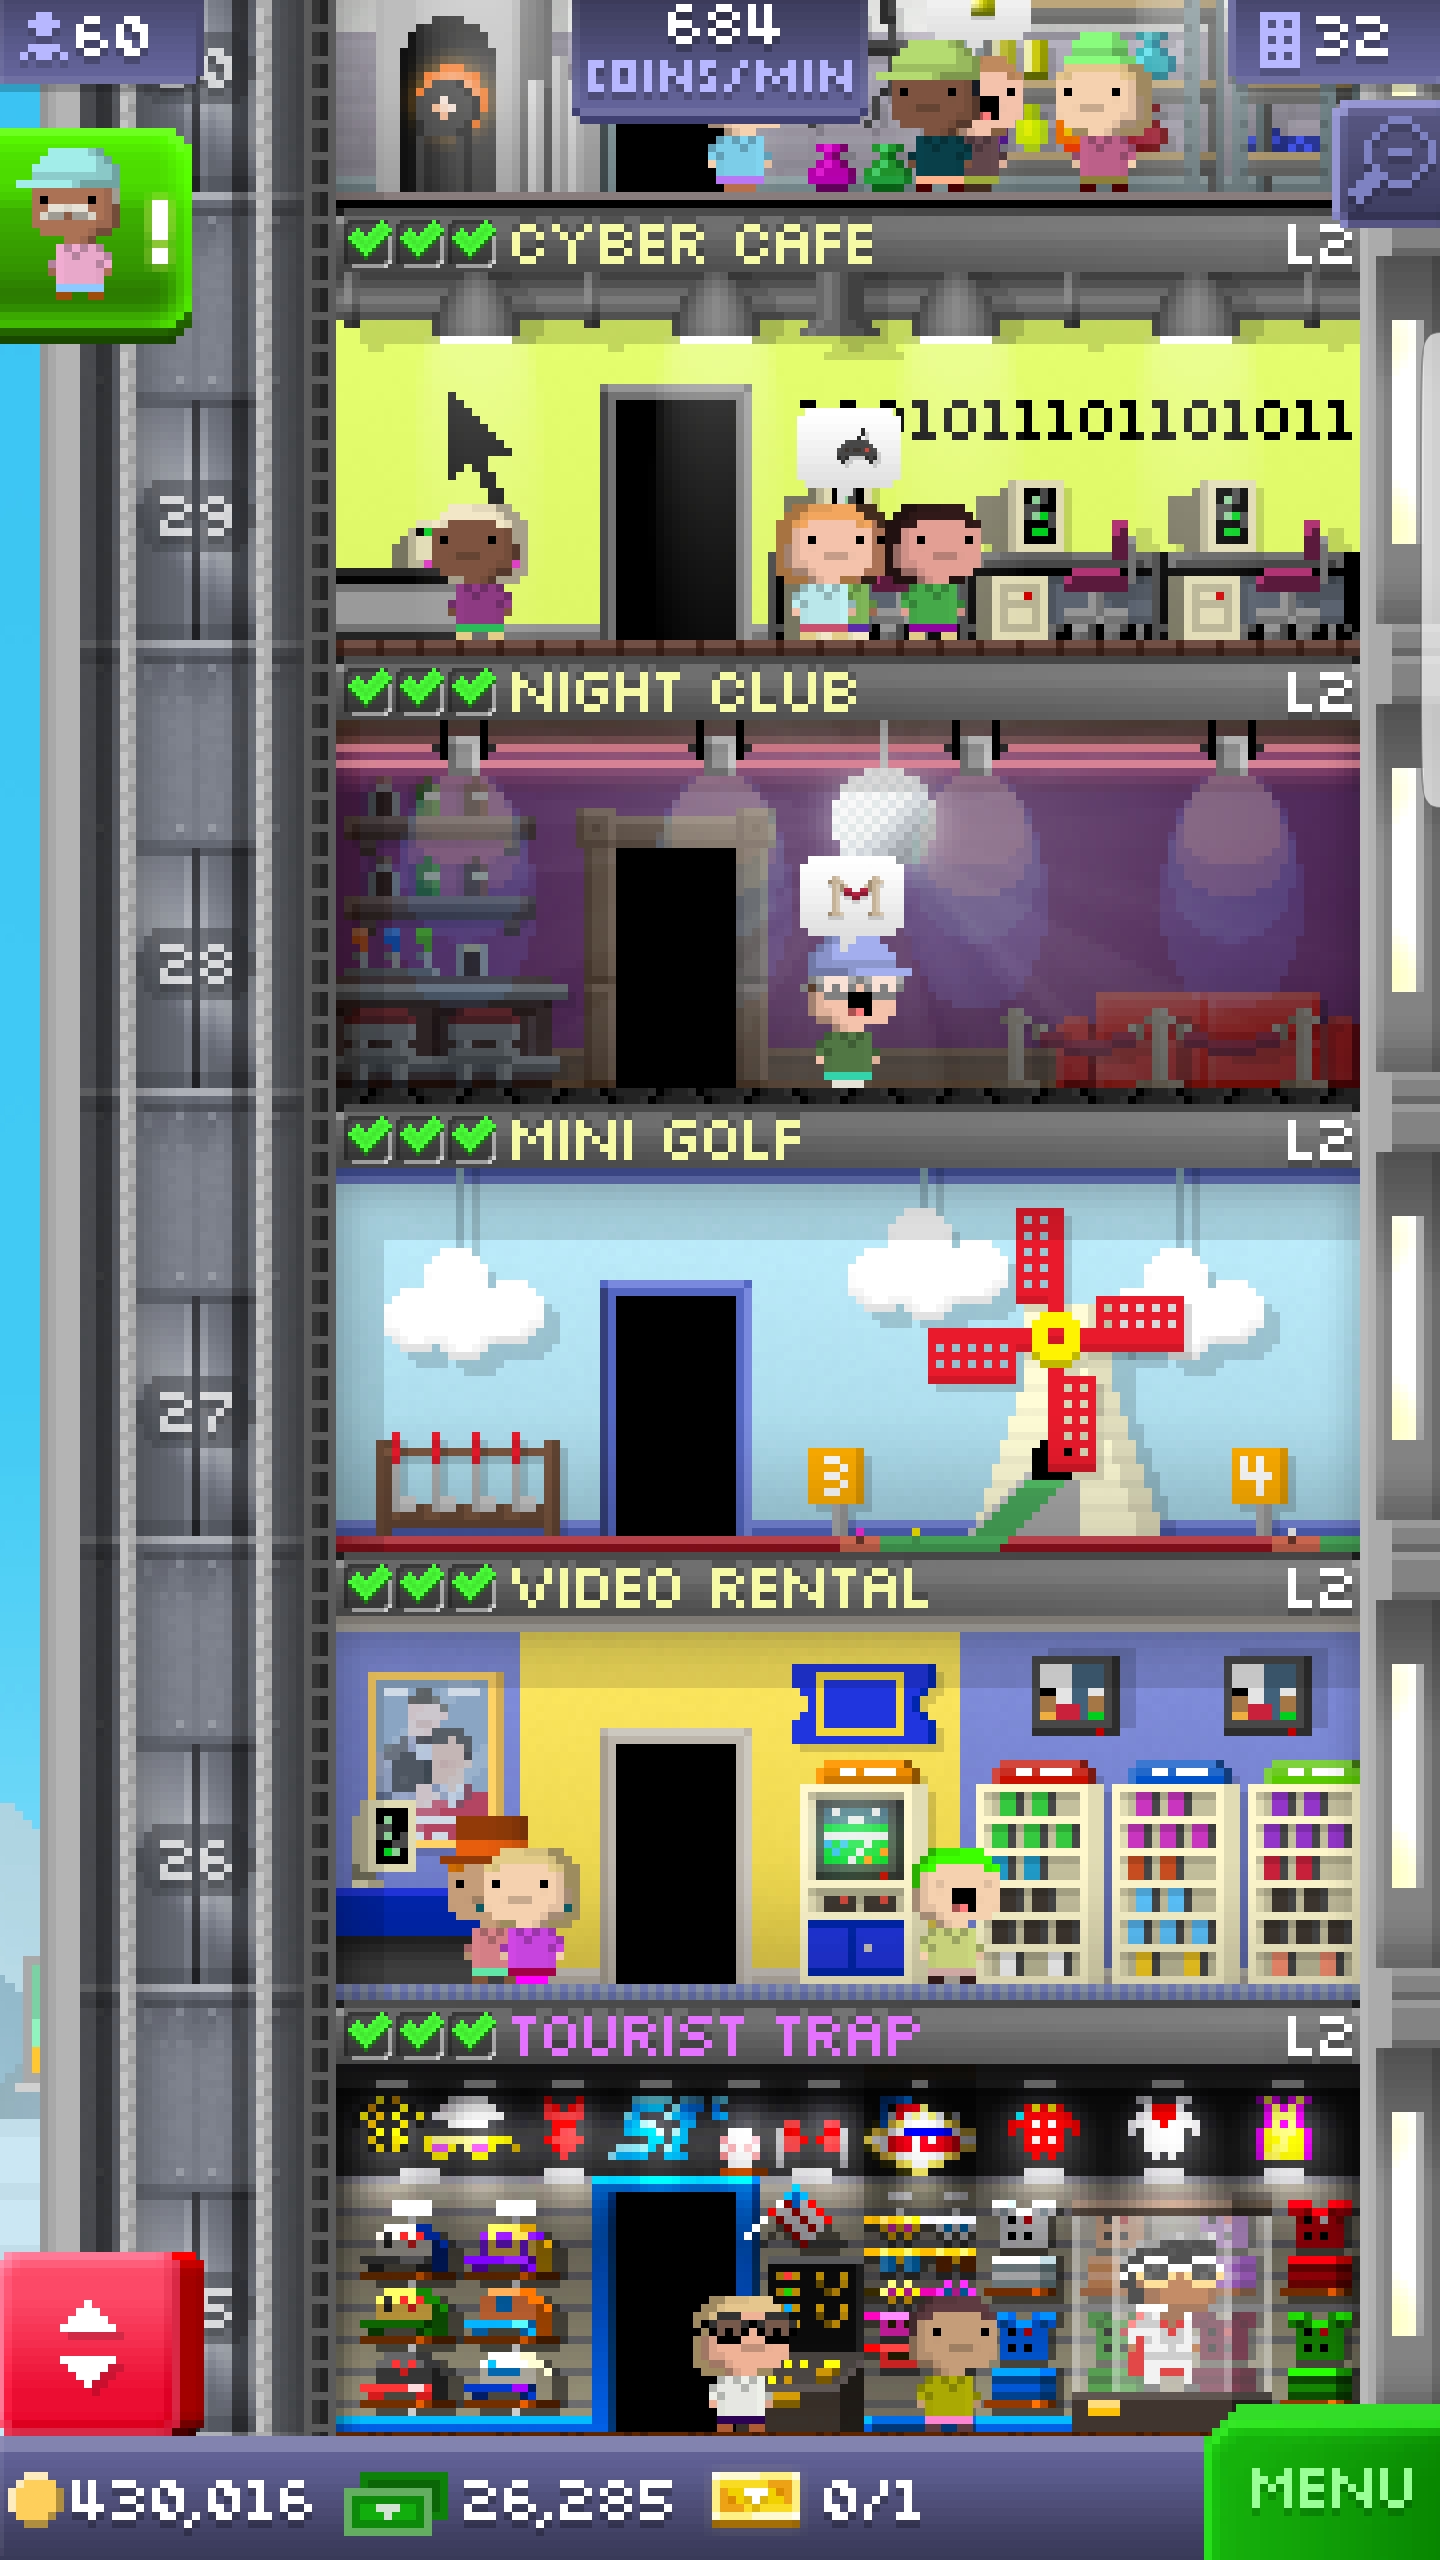 60
684
COINS/MIN
32
!
CYBER CAFE L2
1011101101011
29
NIGHT CLUB L2
28
MINI GOLF L2
27
3
4
VIDEO RENTAL L2
26
TOURIST TRAP L2
5
430,016 26,285 0/1
MENU